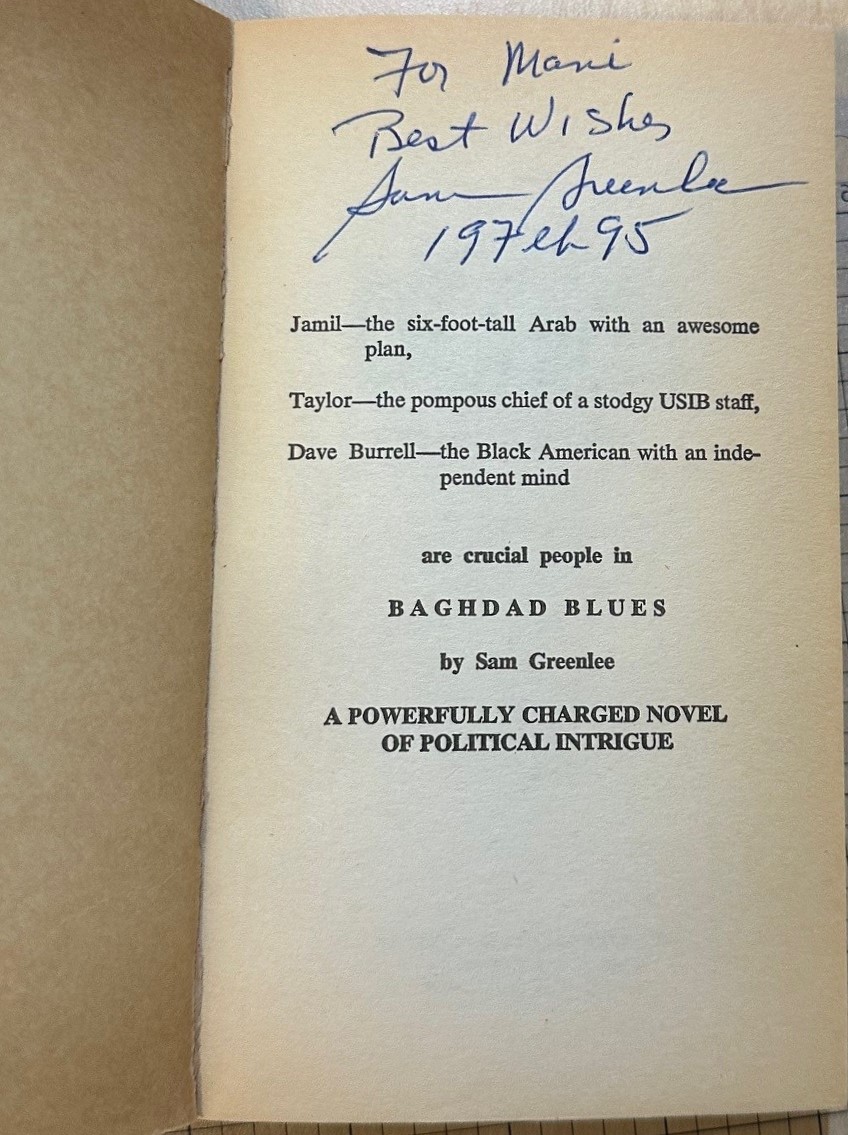 For Mani
Best Wishes
Sam Greenlee
19 Feb 95
Jamil—the six-foot-tall Arab with an awesome
plan,
Taylor—the pompous chief of a stodgy USIB staff,
Dave Burrell—the Black American with an inde-
pendent mind
are crucial people in
BAGHDAD BLUES
by Sam Greenlee
A POWERFULLY CHARGED NOVEL
OF POLITICAL INTRIGUE